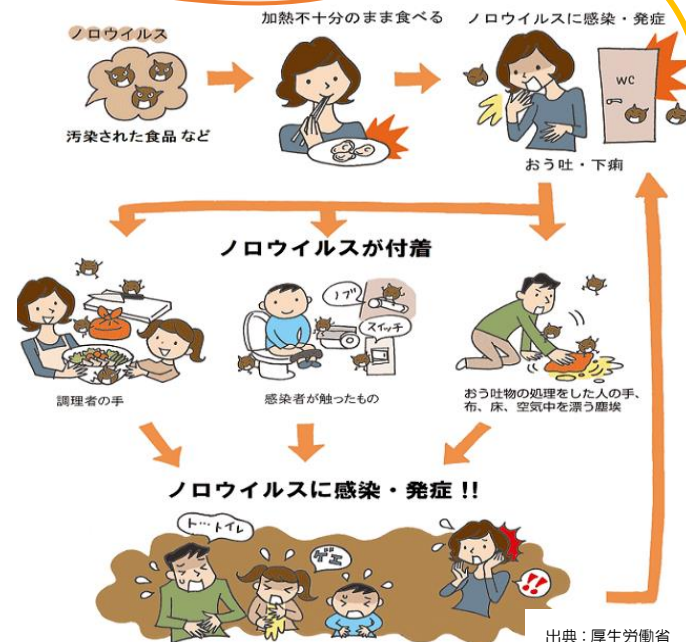 ノロウイルス
加熱不十分のまま食べる
ノロウイルスに感染・発症
WC
汚染された食品 など
おう吐・下痢
ノロウイルスが付着
ノブ
スイッチ
調理者の手
感染者が触ったもの
おう吐物の処理をした人の手、
布、床、空気中を漂う塵埃
ノロウイルスに感染・発症!!
ト…トイレ
ゲエ
!!
出典：厚生労働省